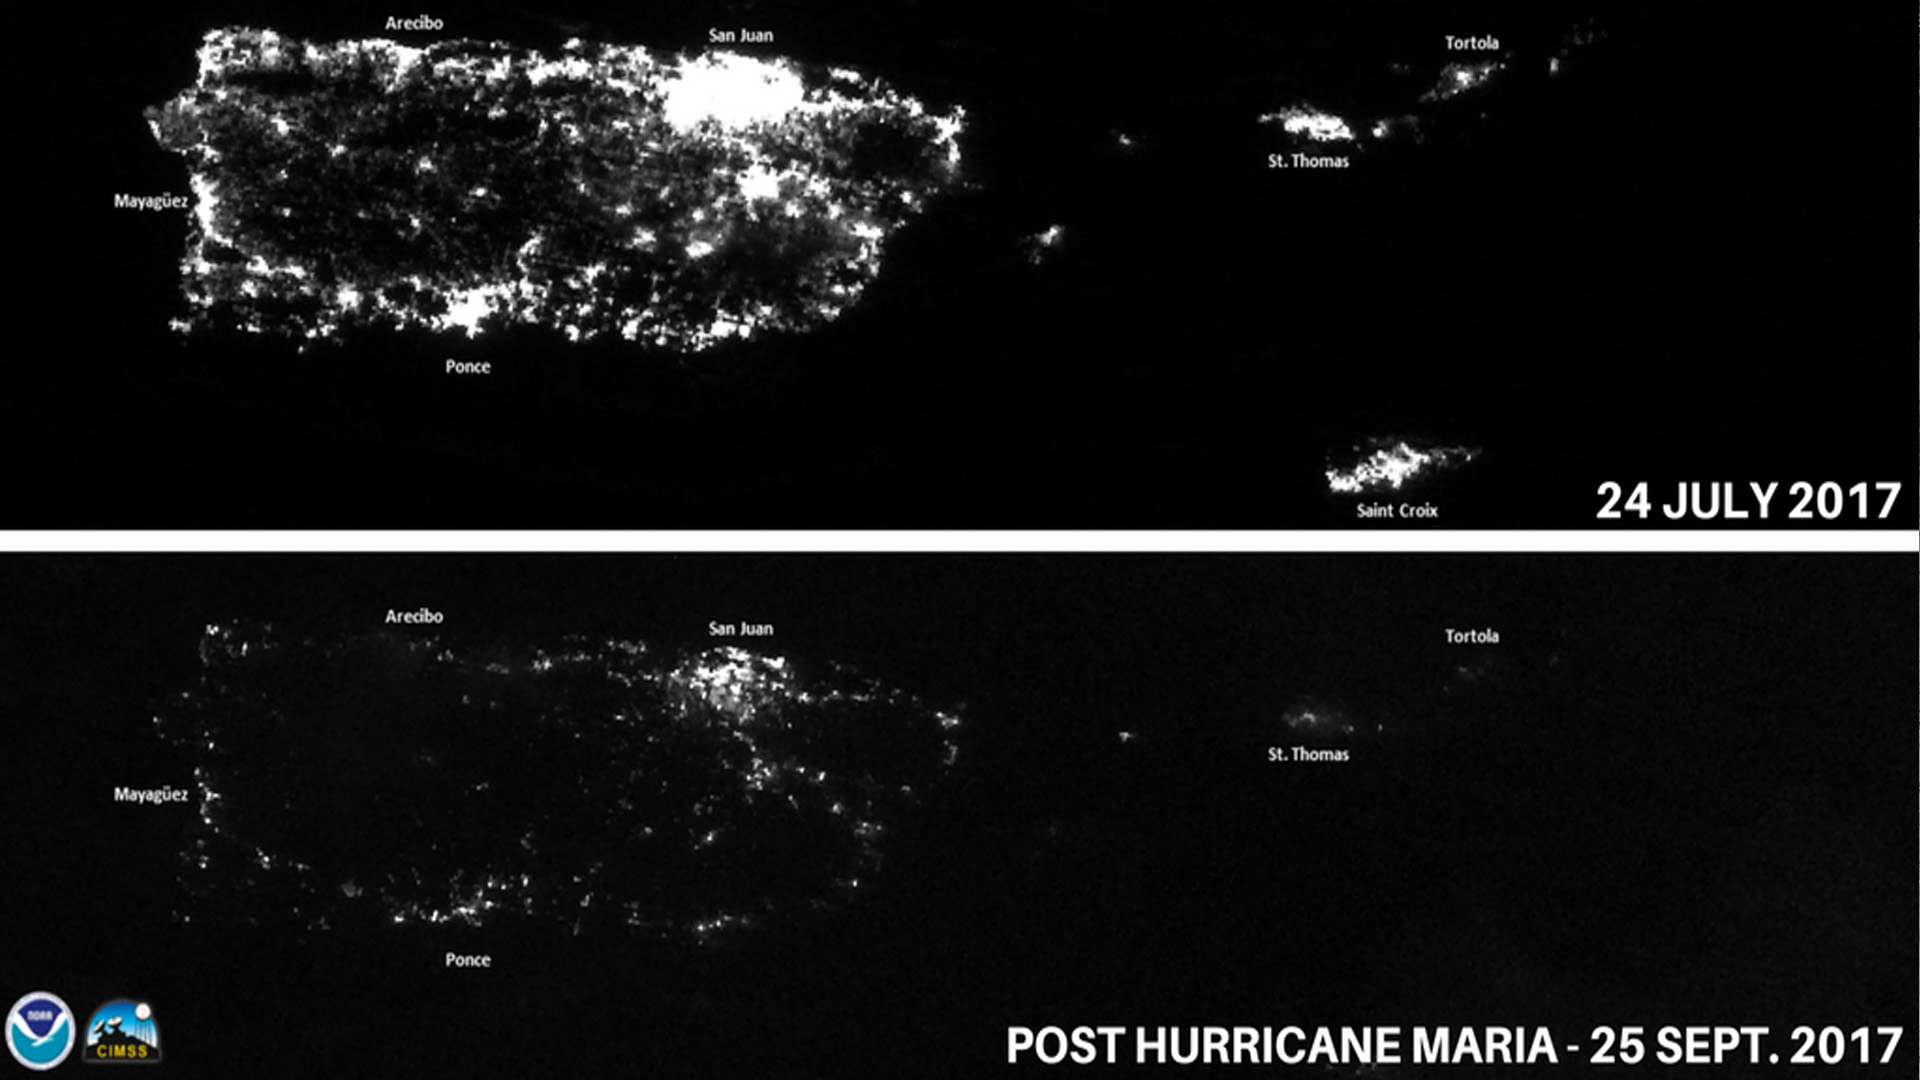 Arecibo
San Juan
Tortola
St. Thomas
Mayagüez
Ponce
Saint Croix
24 JULY 2017
Arecibo
San Juan
Tortola
St. Thomas
Mayagüez
Ponce
NOAA
CIMSS
POST HURRICANE MARIA - 25 SEPT. 2017